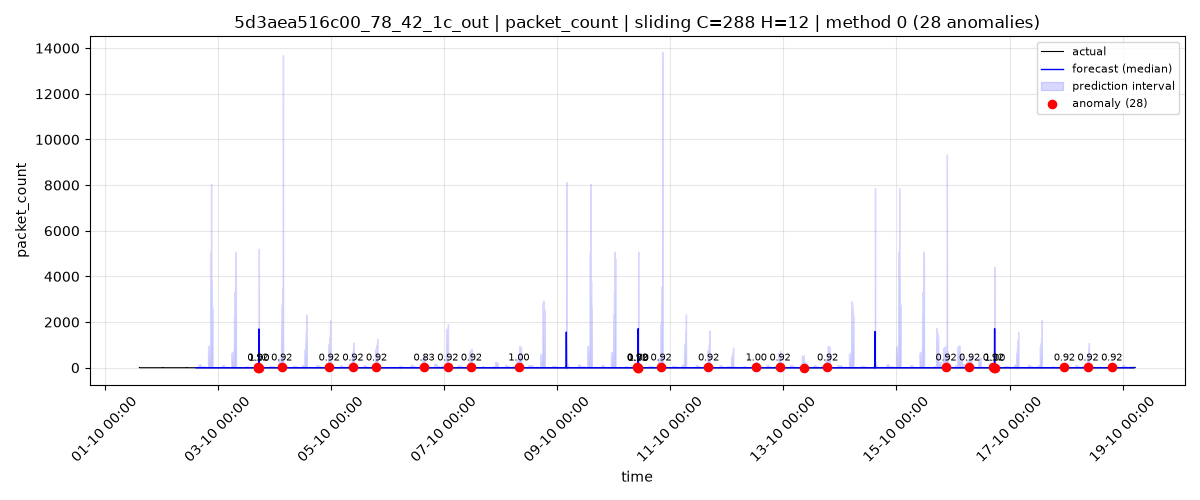 5d3aea516c00_78_42_1c_out | packet_count | sliding C=288 H=12 | method 0 (28 anomalies)
actual
forecast (median)
prediction interval
anomaly (28)
packet_count
14000
12000
10000
8000
6000
4000
2000
0
0.92 0.92 0.92 0.92 0.83 0.92 0.92 1.00 0.92 0.92 1.00 0.92 0.92 0.92 0.92 0.92 0.92 0.92
01-10 00:00
03-10 00:00
05-10 00:00
07-10 00:00
09-10 00:00
11-10 00:00
13-10 00:00
15-10 00:00
17-10 00:00
19-10 00:00
time